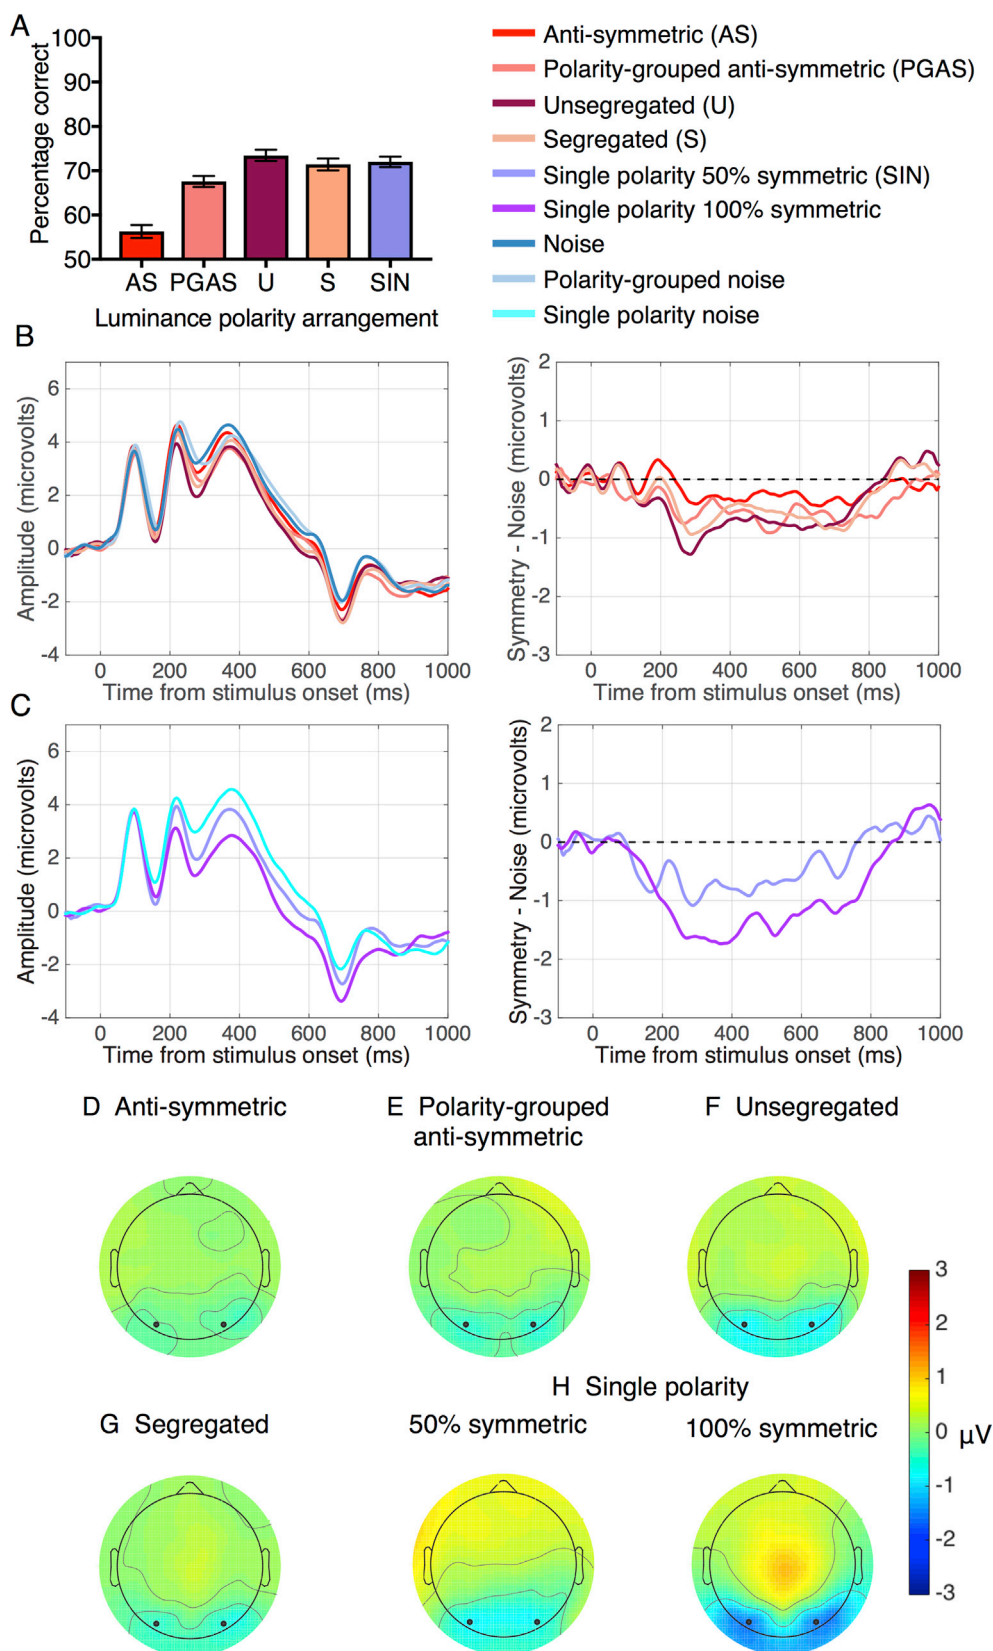 A
100
90
80
70
60
50
Percentage correct
AS PGAS U S SIN
Luminance polarity arrangement
Anti-symmetric (AS)
Polarity-grouped anti-symmetric (PGAS)
Unsegregated (U)
Segregated (S)
Single polarity 50% symmetric (SIN)
Single polarity 100% symmetric
Noise
Polarity-grouped noise
Single polarity noise
B
6
4
2
0
-2
-4
Amplitude (microvolts)
0 200 400 600 800 1000
Time from stimulus onset (ms)
2
1
0
-1
-2
-3
Symmetry - Noise (microvolts)
0 200 400 600 800 1000
Time from stimulus onset (ms)
C
6
4
2
0
-2
-4
Amplitude (microvolts)
0 200 400 600 800 1000
Time from stimulus onset (ms)
2
1
0
-1
-2
-3
Symmetry - Noise (microvolts)
0 200 400 600 800 1000
Time from stimulus onset (ms)
D Anti-symmetric
E Polarity-grouped
anti-symmetric
F Unsegregated
G Segregated
H Single polarity
50% symmetric
100% symmetric
3
2
1
0
-1
-2
-3
μV